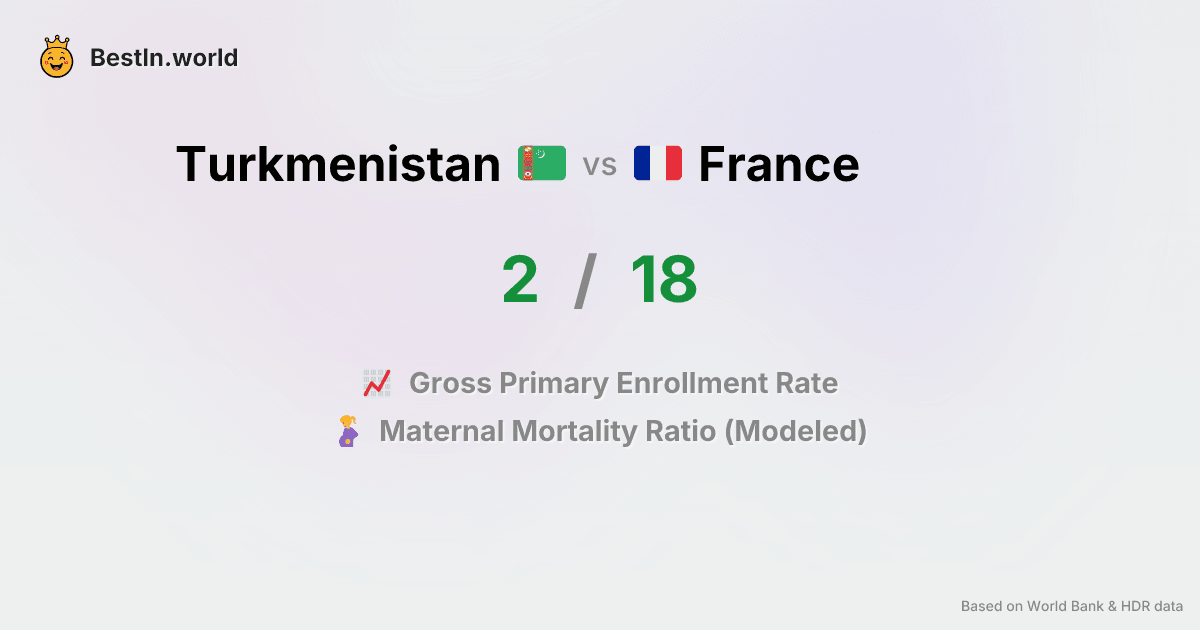 BestIn.world
Turkmenistan vs France
2 / 18
Gross Primary Enrollment Rate
Maternal Mortality Ratio (Modeled)
Based on World Bank & HDR data